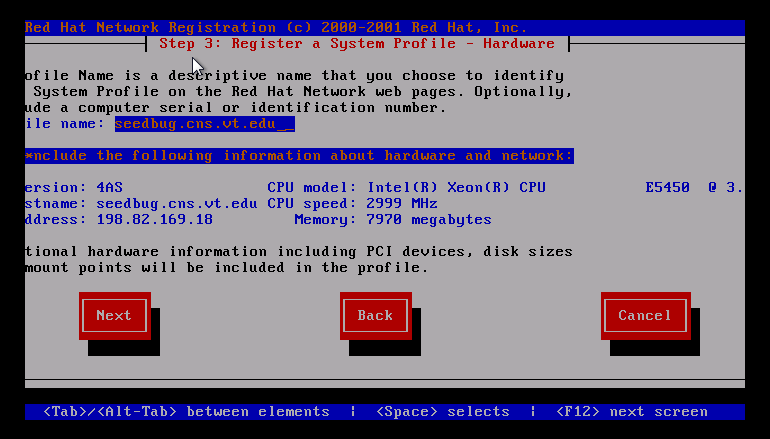 Red Hat Network Registration (c) 2000-2001 Red Hat, Inc.
Step 3: Register a System Profile - Hardware
ofile Name is a descriptive name that you choose to identify
System Profile on the Red Hat Network web pages. Optionally,
ude a computer serial or identification number.
ile name: seedbug.cns.vt.edu__
*nclude the following information about hardware and network:
ersion: 4AS CPU model: Intel(R) Xeon(R) CPU E5450 @ 3.
stname: seedbug.cns.vt.edu CPU speed: 2999 MHz
ddress: 198.82.169.18 Memory: 7970 megabytes
tional hardware information including PCI devices, disk sizes
mount points will be included in the profile.
Next Back Cancel
<Tab>/<Alt-Tab> between elements | <Space> selects | <F12> next screen